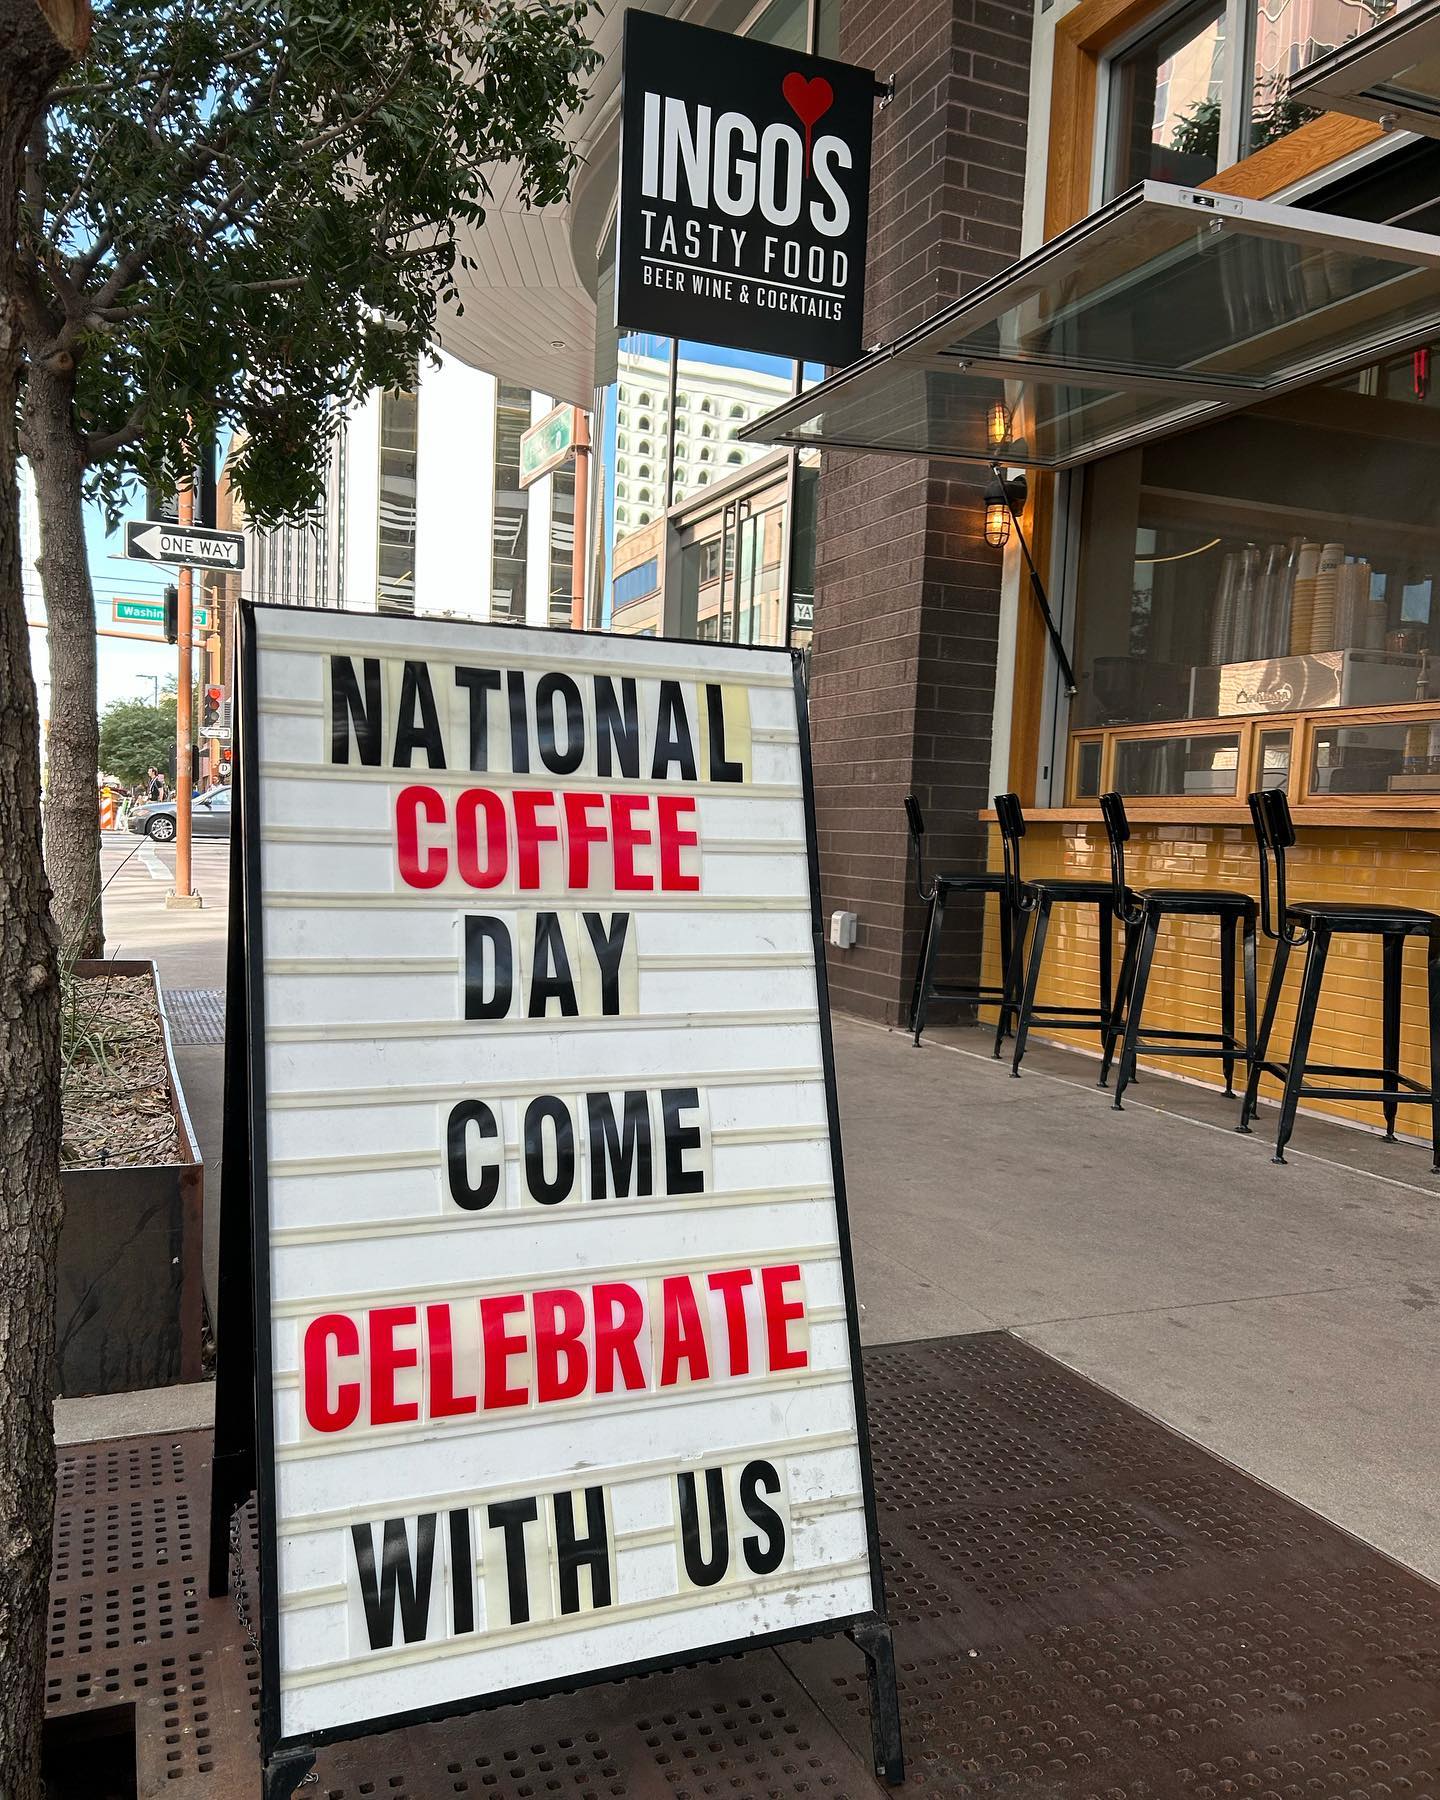 INGO'S
TASTY FOOD
BEER WINE & COCKTAILS
ONE WAY
NATIONAL
COFFEE
DAY
COME
CELEBRATE
WITH US